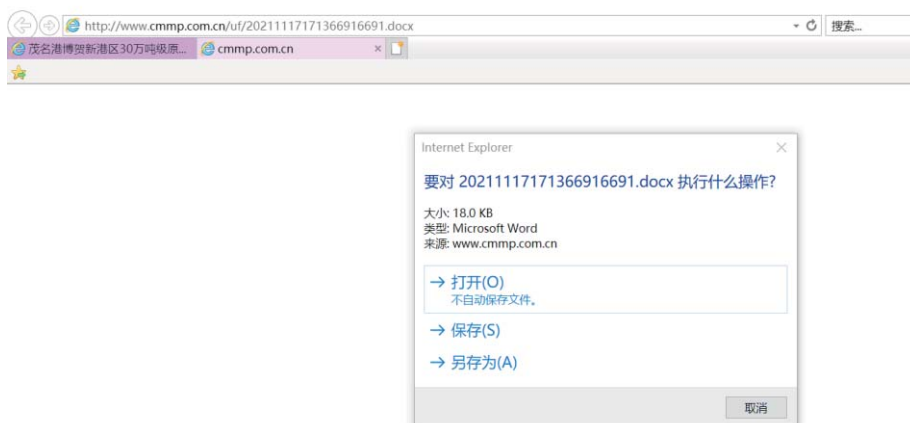 http://www.cmmp.com.cn/uf/20211117171366916691.docx
搜索...
茂名港博贺新港区30万吨级原...
cmmp.com.cn
Internet Explorer
要对 20211117171366916691.docx 执行什么操作?
大小: 18.0 KB
类型: Microsoft Word
来源: www.cmmp.com.cn
→ 打开(O)
不自动保存文件。
→ 保存(S)
→ 另存为(A)
取消